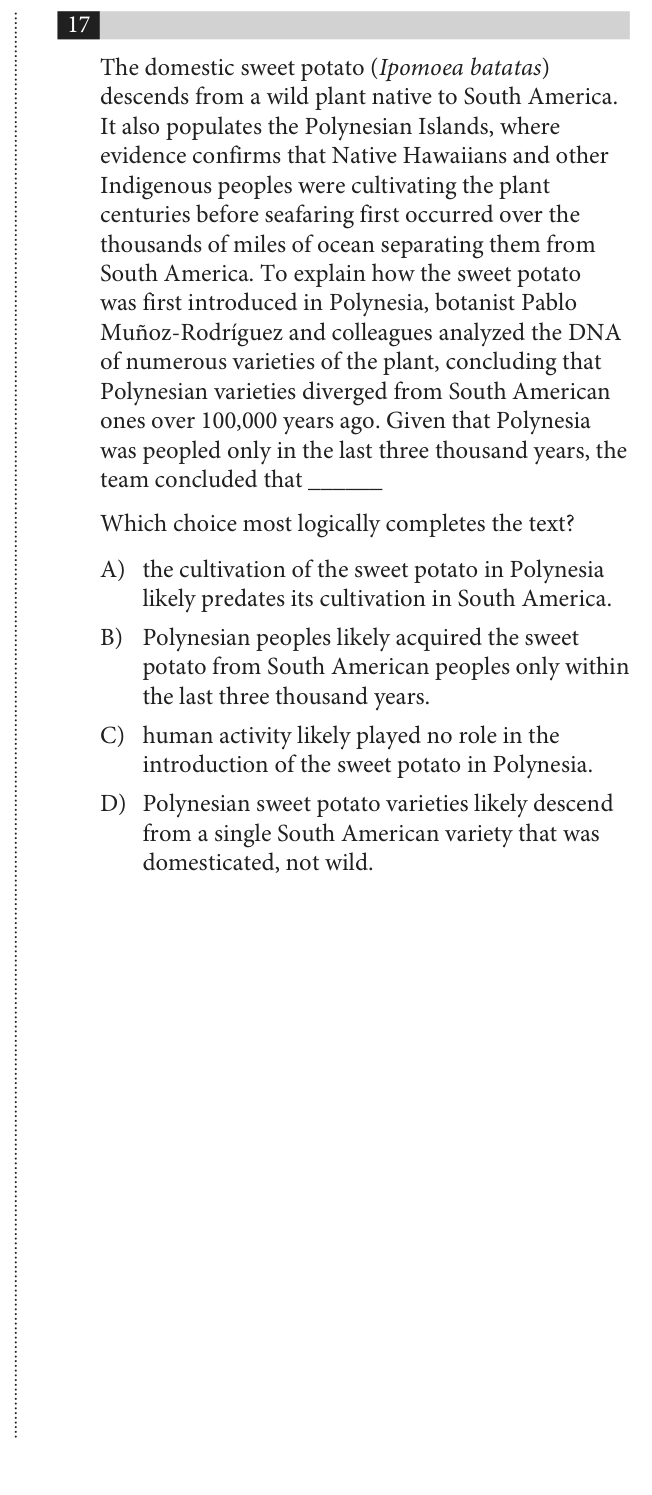 17
The domestic sweet potato (Ipomoea batatas)
descends from a wild plant native to South America.
It also populates the Polynesian Islands, where
evidence confirms that Native Hawaiians and other
Indigenous peoples were cultivating the plant
centuries before seafaring first occurred over the
thousands of miles of ocean separating them from
South America. To explain how the sweet potato
was first introduced in Polynesia, botanist Pablo
Muñoz-Rodríguez and colleagues analyzed the DNA
of numerous varieties of the plant, concluding that
Polynesian varieties diverged from South American
ones over 100,000 years ago. Given that Polynesia
was peopled only in the last three thousand years, the
team concluded that ______
Which choice most logically completes the text?
A) the cultivation of the sweet potato in Polynesia
likely predates its cultivation in South America.
B) Polynesian peoples likely acquired the sweet
potato from South American peoples only within
the last three thousand years.
C) human activity likely played no role in the
introduction of the sweet potato in Polynesia.
D) Polynesian sweet potato varieties likely descend
from a single South American variety that was
domesticated, not wild.